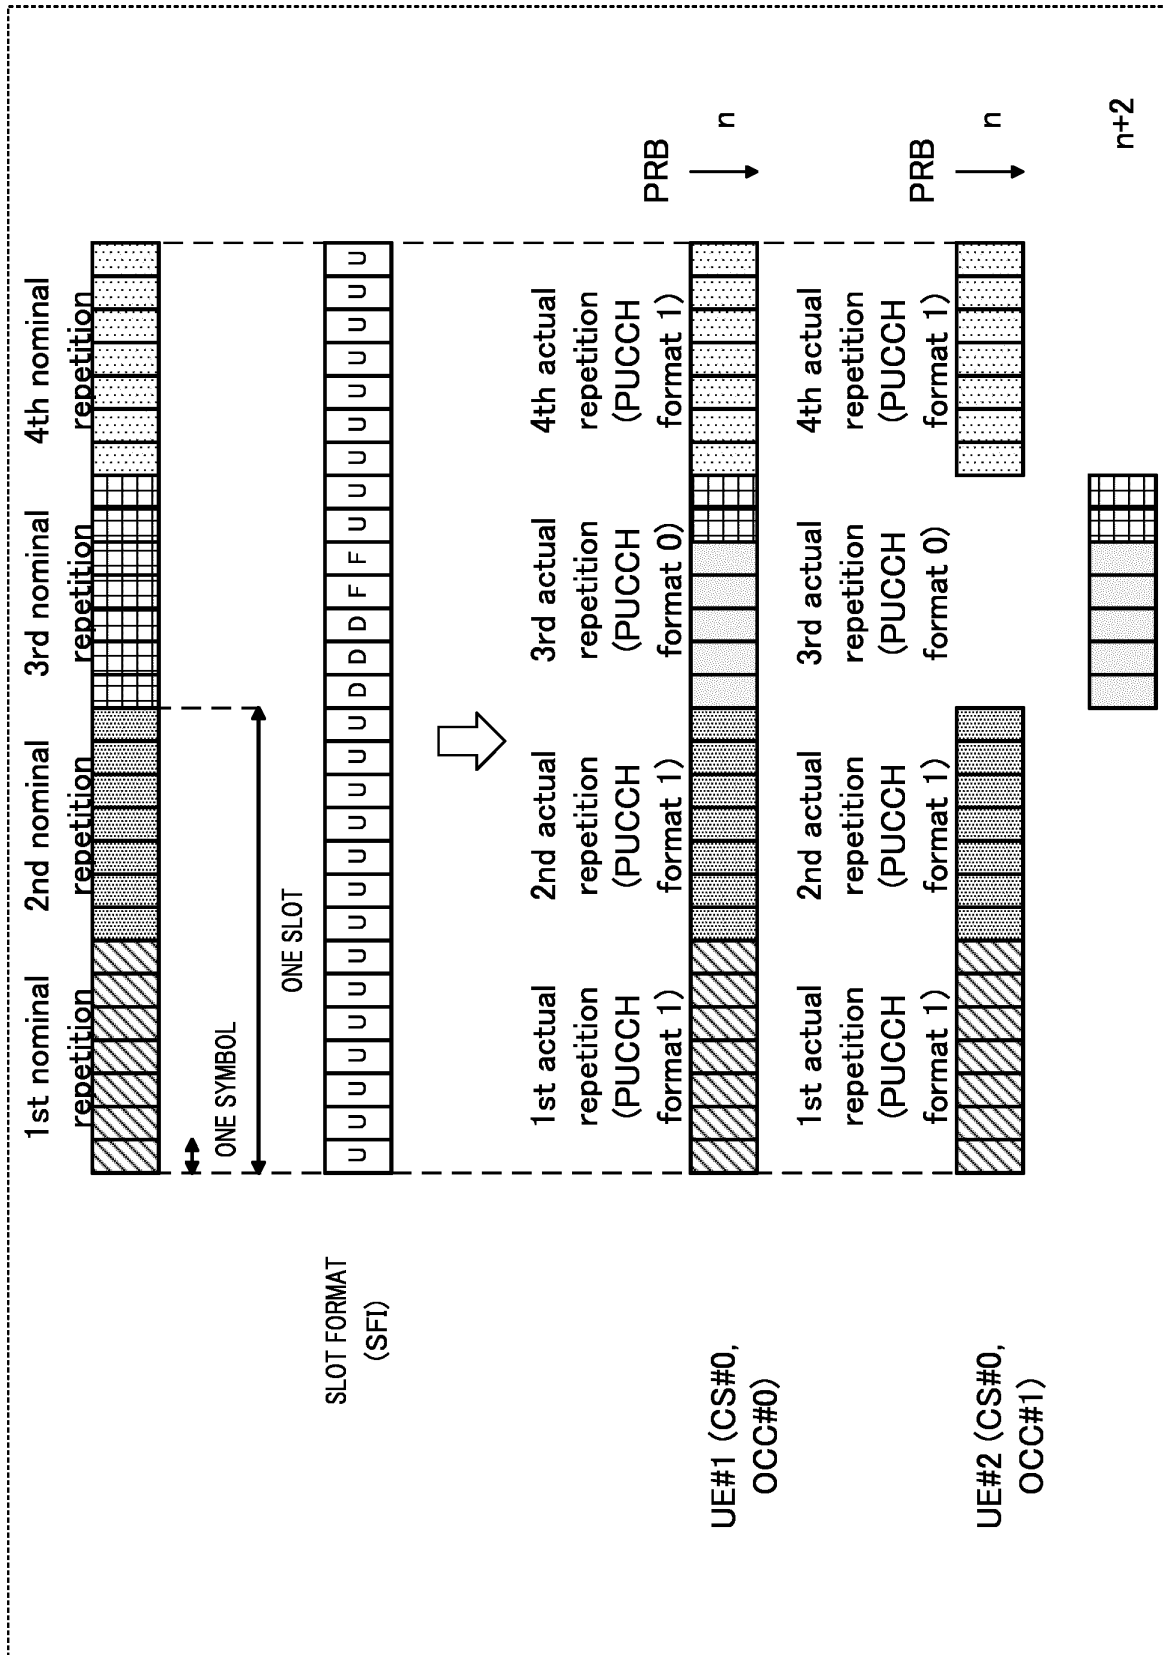 1st nominal
repetition
2nd nominal
repetition
3rd nominal
repetition
4th nominal
repetition
ONE SYMBOL
ONE SLOT
SLOT FORMAT
(SFI)
U U U U U U U U U U U U U U D D D F F U U U U U U U U U
1st actual
repetition
(PUCCH
format 1)
2nd actual
repetition
(PUCCH
format 1)
3rd actual
repetition
(PUCCH
format 0)
4th actual
repetition
(PUCCH
format 1)
PRB
n
UE#1 (CS#0,
OCC#0)
1st actual
repetition
(PUCCH
format 1)
2nd actual
repetition
(PUCCH
format 1)
3rd actual
repetition
(PUCCH
format 0)
4th actual
repetition
(PUCCH
format 1)
PRB
n
UE#2 (CS#0,
OCC#1)
n+2